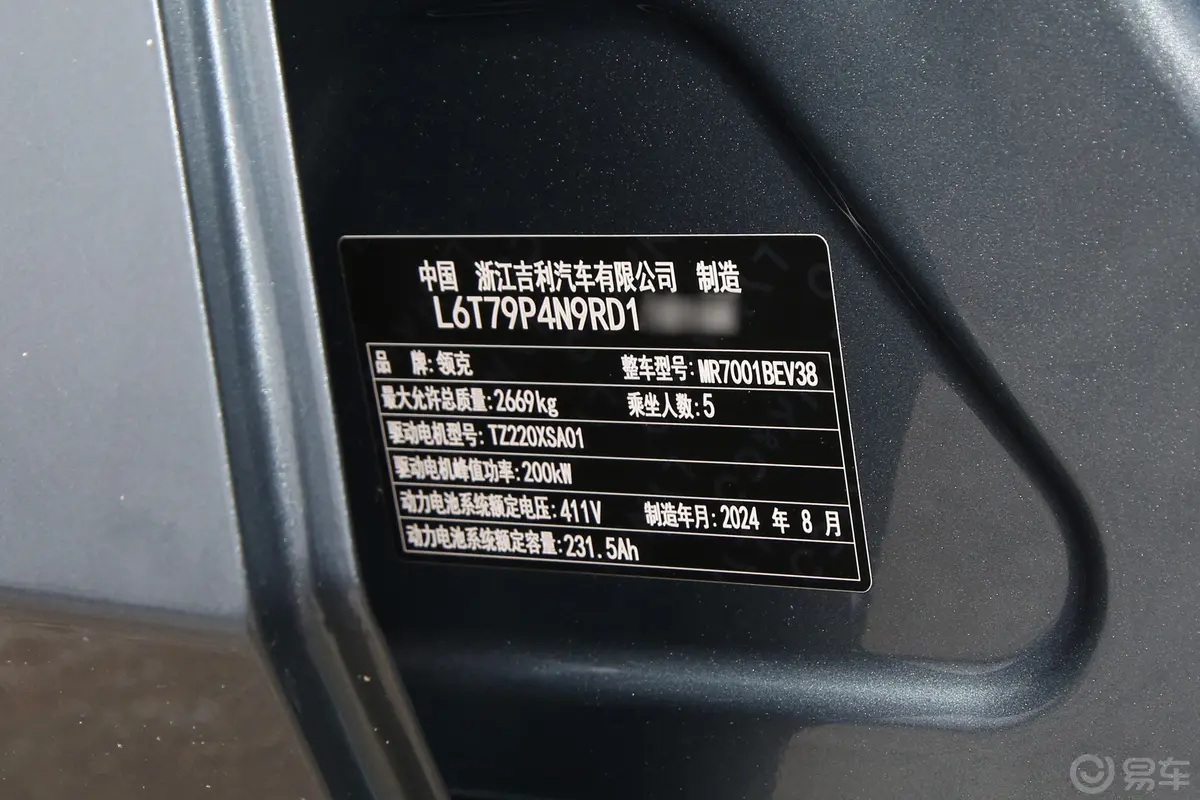 中国 浙江吉利汽车有限公司 制造
L6T79P4N9RD1
品 牌:领克 整车型号:MR7001BEV38
最大允许总质量:2669kg 乘坐人数:5
驱动电机型号:TZ220XSA01
驱动电机峰值功率:200kW
动力电池系统额定电压:411V 制造年月:2024 年 8 月
动力电池系统额定容量:231.5Ah
易车